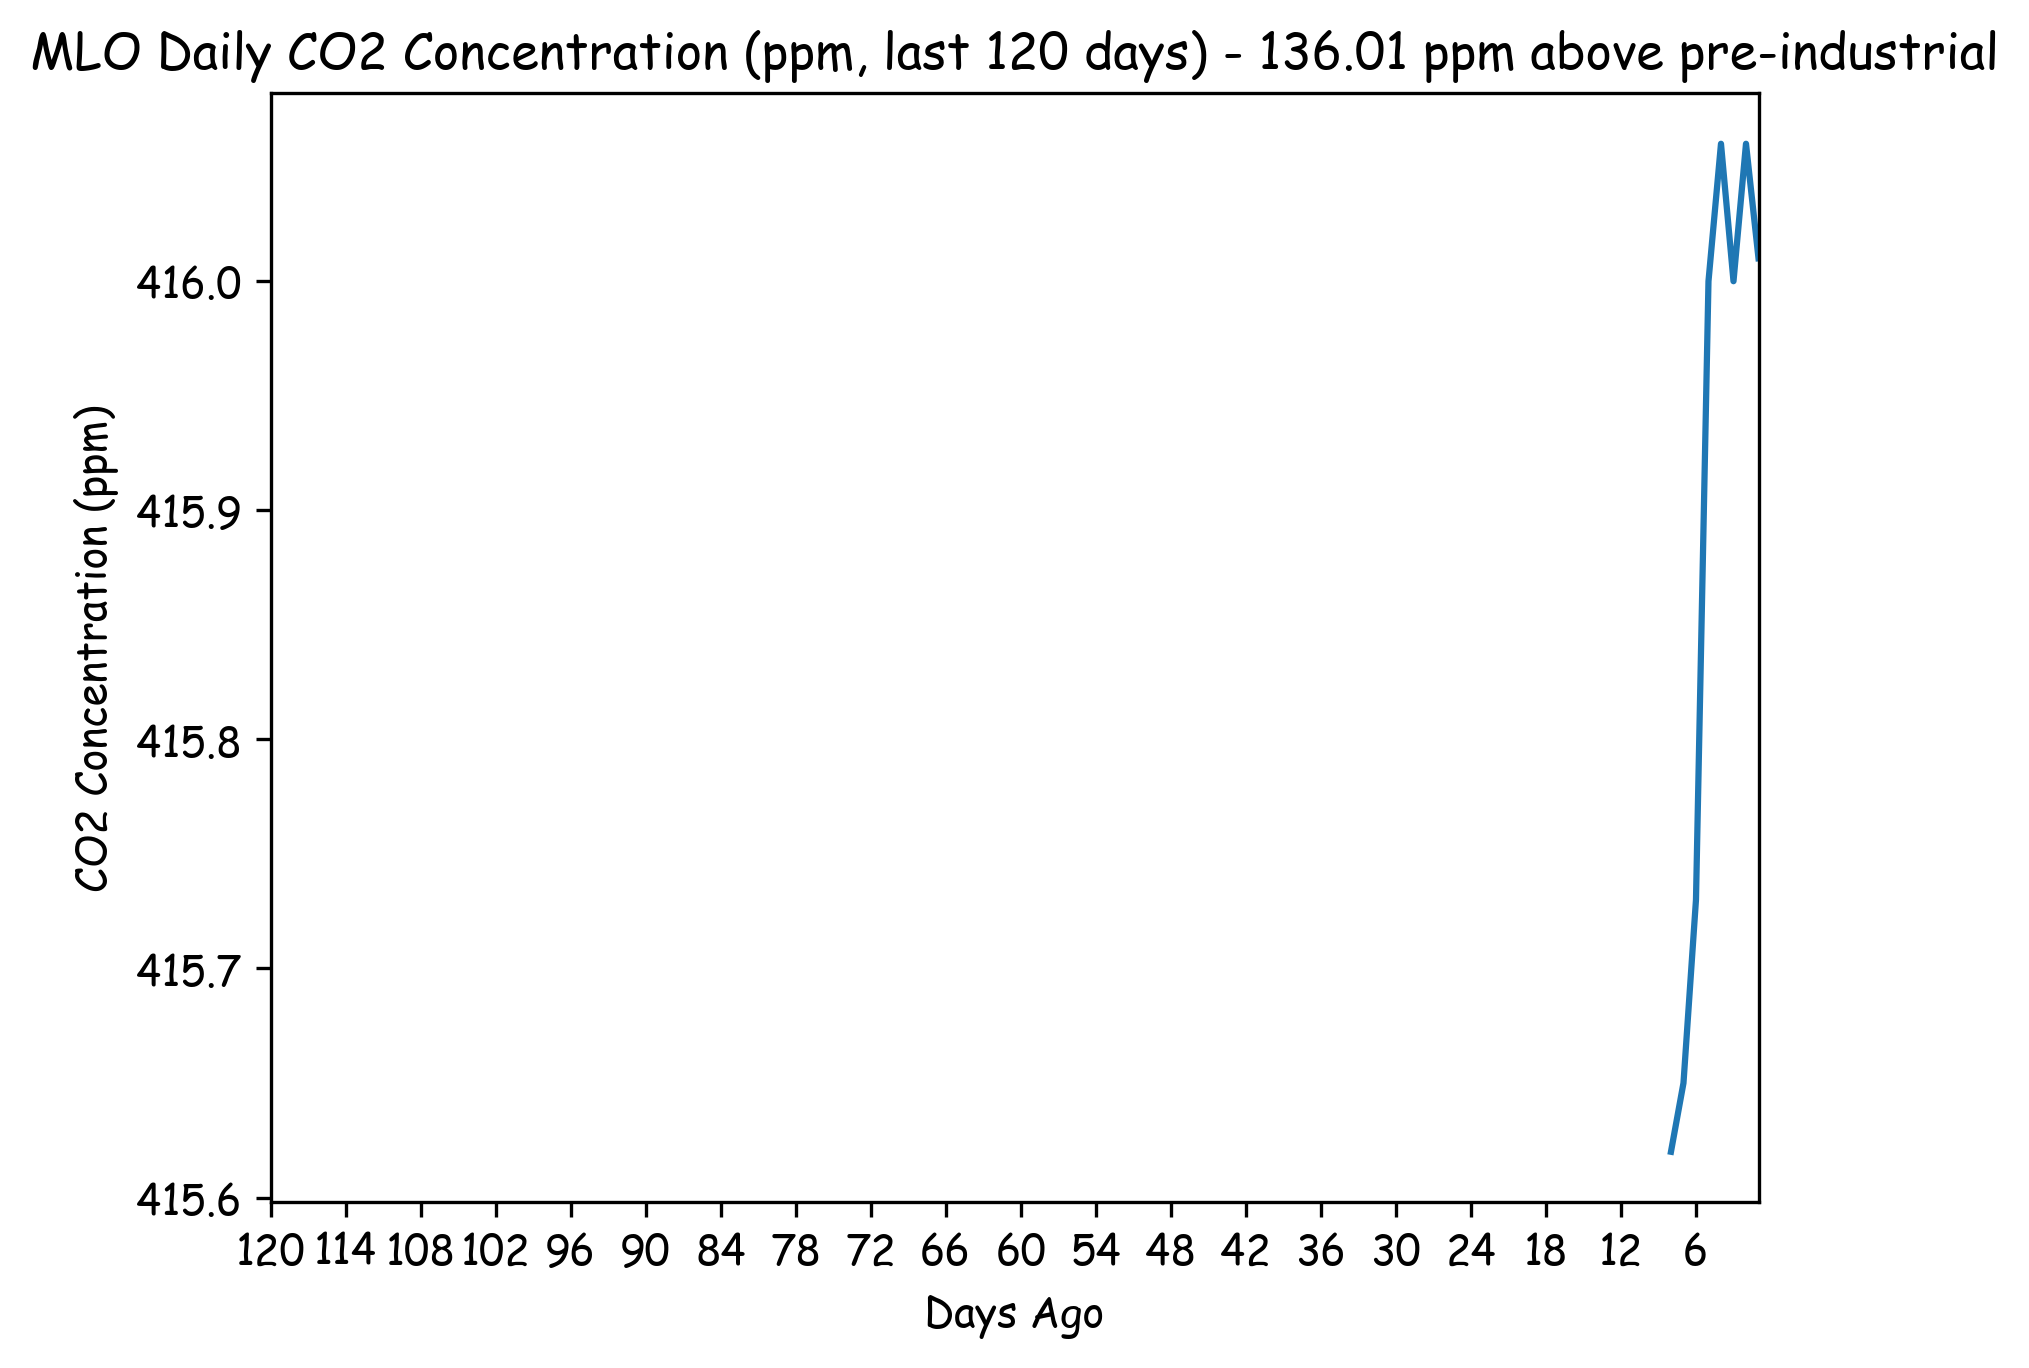 MLO Daily CO2 Concentration (ppm, last 120 days) - 136.01 ppm above pre-industrial
416.0
415.9
415.8
415.7
415.6
CO2 Concentration (ppm)
120 114 108 102 96 90 84 78 72 66 60 54 48 42 36 30 24 18 12 6
Days Ago